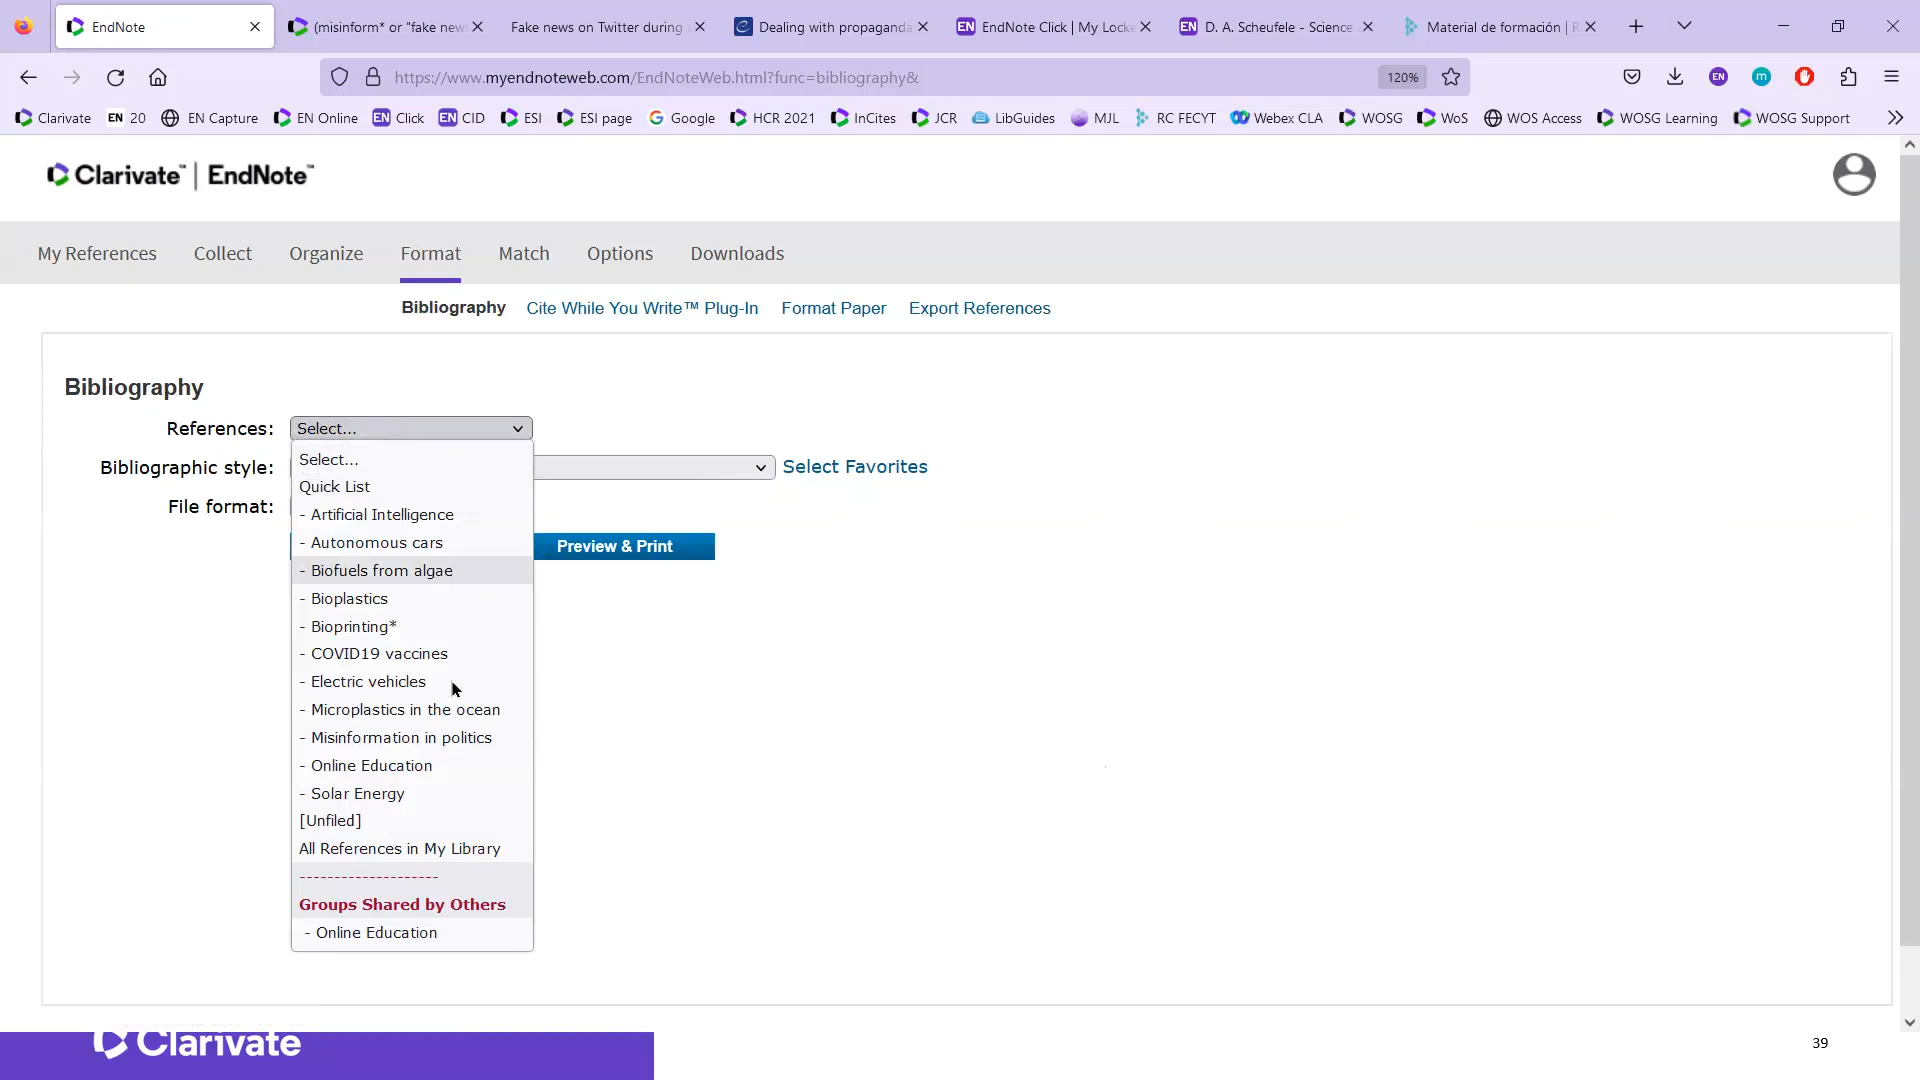 EndNote
(misinform* or "fake new
Fake news on Twitter during
Dealing with propaganda
EN EndNote Click | My Locke
EN D. A. Scheufele - Science
Material de formación | R
https://www.myendnoteweb.com/EndNoteWeb.html?func=bibliography&
120%
EN
m
Clarivate
EN 20
EN Capture
EN Online
EN Click
EN CID
ESI
ESI page
G Google
HCR 2021
InCites
JCR
LibGuides
MJL
RC FECYT
Webex CLA
WOSG
WoS
WOS Access
WOSG Learning
WOSG Support
Clarivate™ | EndNote™
My References
Collect
Organize
Format
Match
Options
Downloads
Bibliography
Cite While You Write™ Plug-In
Format Paper
Export References
Bibliography
References:
Select...
Bibliographic style:
Select Favorites
File format:
Preview & Print
Select...
Quick List
- Artificial Intelligence
- Autonomous cars
- Biofuels from algae
- Bioplastics
- Bioprinting*
- COVID19 vaccines
- Electric vehicles
- Microplastics in the ocean
- Misinformation in politics
- Online Education
- Solar Energy
[Unfiled]
All References in My Library
--------------------
Groups Shared by Others
- Online Education
Clarivate
39